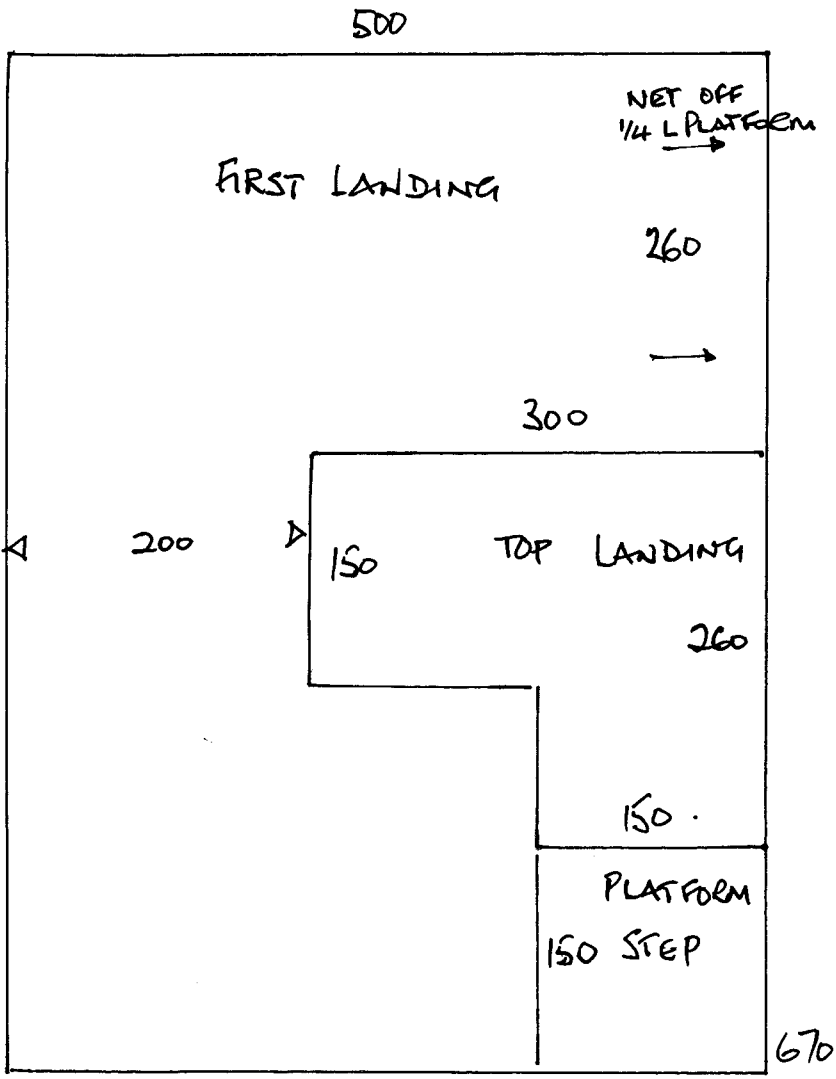 500
NET OFF
1/4 L PLATFORM
FIRST LANDING
260
300
200
150
TOP LANDING
260
150.
PLATFORM
150 STEP
670